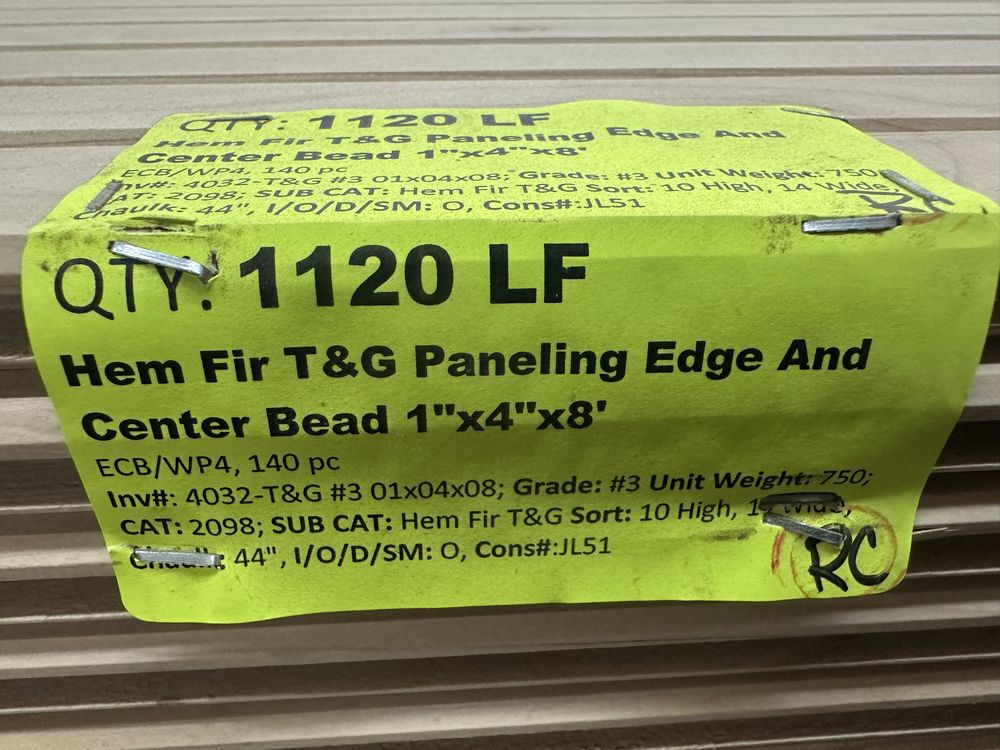 QTY: 1120 LF
Hem Fir T&G Paneling Edge And
Center Bead 1"x4"x8'
ECB/WP4, 140 pc
Inv#: 4032-T&G #3 01x04x08; Grade: #3 Unit Weight: 750
CAT: 2098, SUB CAT: Hem Fir T&G Sort: 10 High, 14 Wide,
Chaulk: 44", I/O/D/SM: O, Cons#:JL51
QTY: 1120 LF
Hem Fir T&G Paneling Edge And
Center Bead 1"x4"x8'
ECB/WP4, 140 pc
Inv#: 4032-T&G #3 01x04x08; Grade: #3 Unit Weight: 750;
CAT: 2098; SUB CAT: Hem Fir T&G Sort: 10 High, 14 Wide,
Chaulk: 44", I/O/D/SM: O, Cons#:JL51
RC